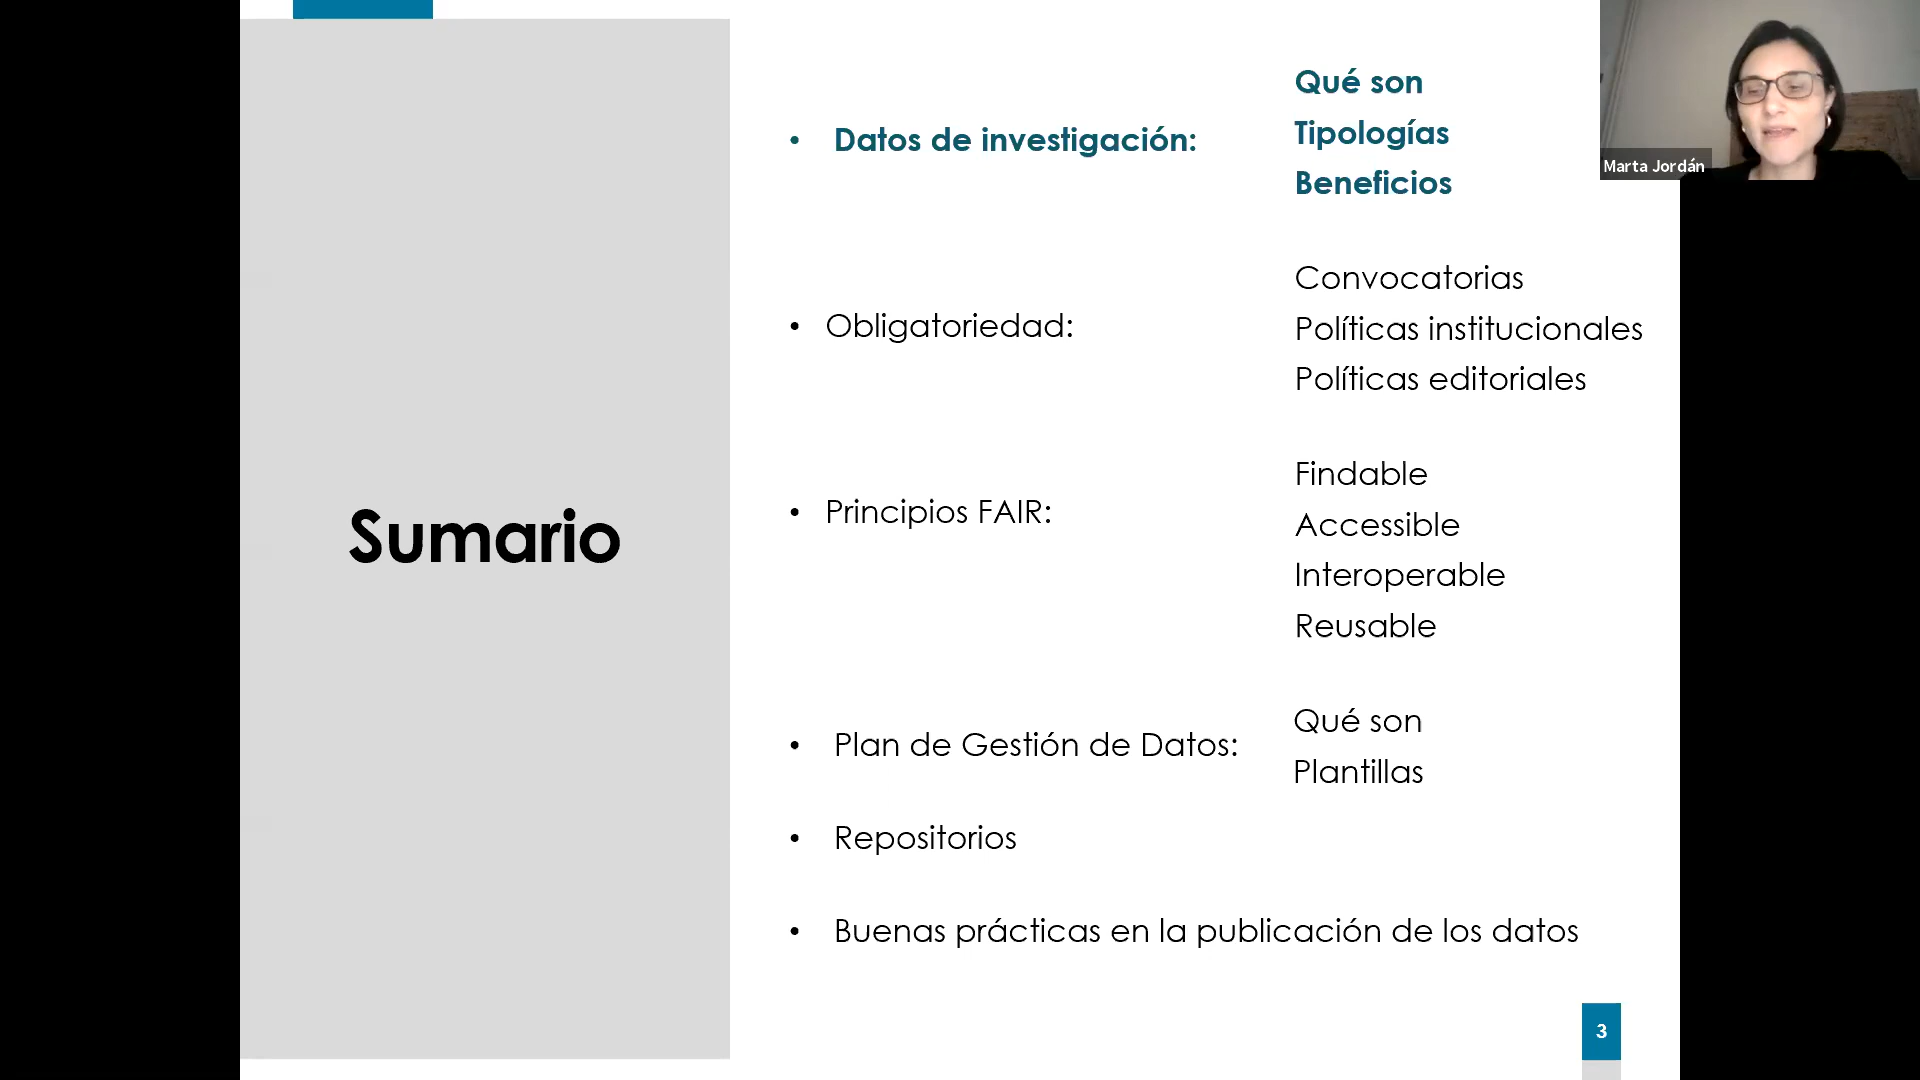 Sumario
• Datos de investigación:
Qué son
Tipologías
Beneficios
• Obligatoriedad:
Convocatorias
Políticas institucionales
Políticas editoriales
• Principios FAIR:
Findable
Accessible
Interoperable
Reusable
• Plan de Gestión de Datos:
Qué son
Plantillas
• Repositorios
• Buenas prácticas en la publicación de los datos
3
Marta Jordán